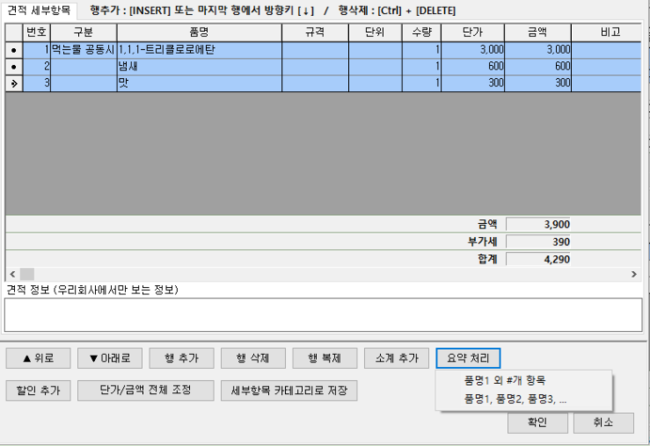 견적 세부항목 행추가 : [INSERT] 또는 마지막 행에서 방향키 [↓] / 행삭제 : [Ctrl] + [DELETE]
번호 구분 품명 규격 단위 수량 단가 금액 비고
1 먹는물 공동시 1,1,1-트리클로로에탄 1 3,000 3,000
2 냄새 1 600 600
3 맛 1 300 300
금액 3,900
부가세 390
합계 4,290
견적 정보 (우리회사에서만 보는 정보)
▲ 위로 ▼ 아래로 행 추가 행 삭제 행 복제 소계 추가 요약 처리
할인 추가 단가/금액 전체 조정 세부항목 카테고리로 저장
품명1 외 #개 항목
품명1, 품명2, 품명3, ...
확인 취소